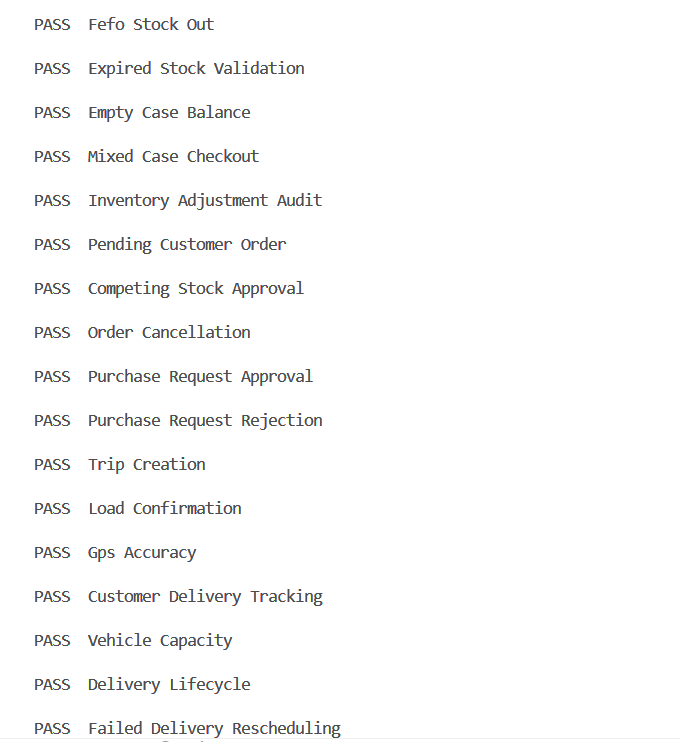 PASS  Fefo Stock Out
PASS  Expired Stock Validation
PASS  Empty Case Balance
PASS  Mixed Case Checkout
PASS  Inventory Adjustment Audit
PASS  Pending Customer Order
PASS  Competing Stock Approval
PASS  Order Cancellation
PASS  Purchase Request Approval
PASS  Purchase Request Rejection
PASS  Trip Creation
PASS  Load Confirmation
PASS  Gps Accuracy
PASS  Customer Delivery Tracking
PASS  Vehicle Capacity
PASS  Delivery Lifecycle
PASS  Failed Delivery Rescheduling